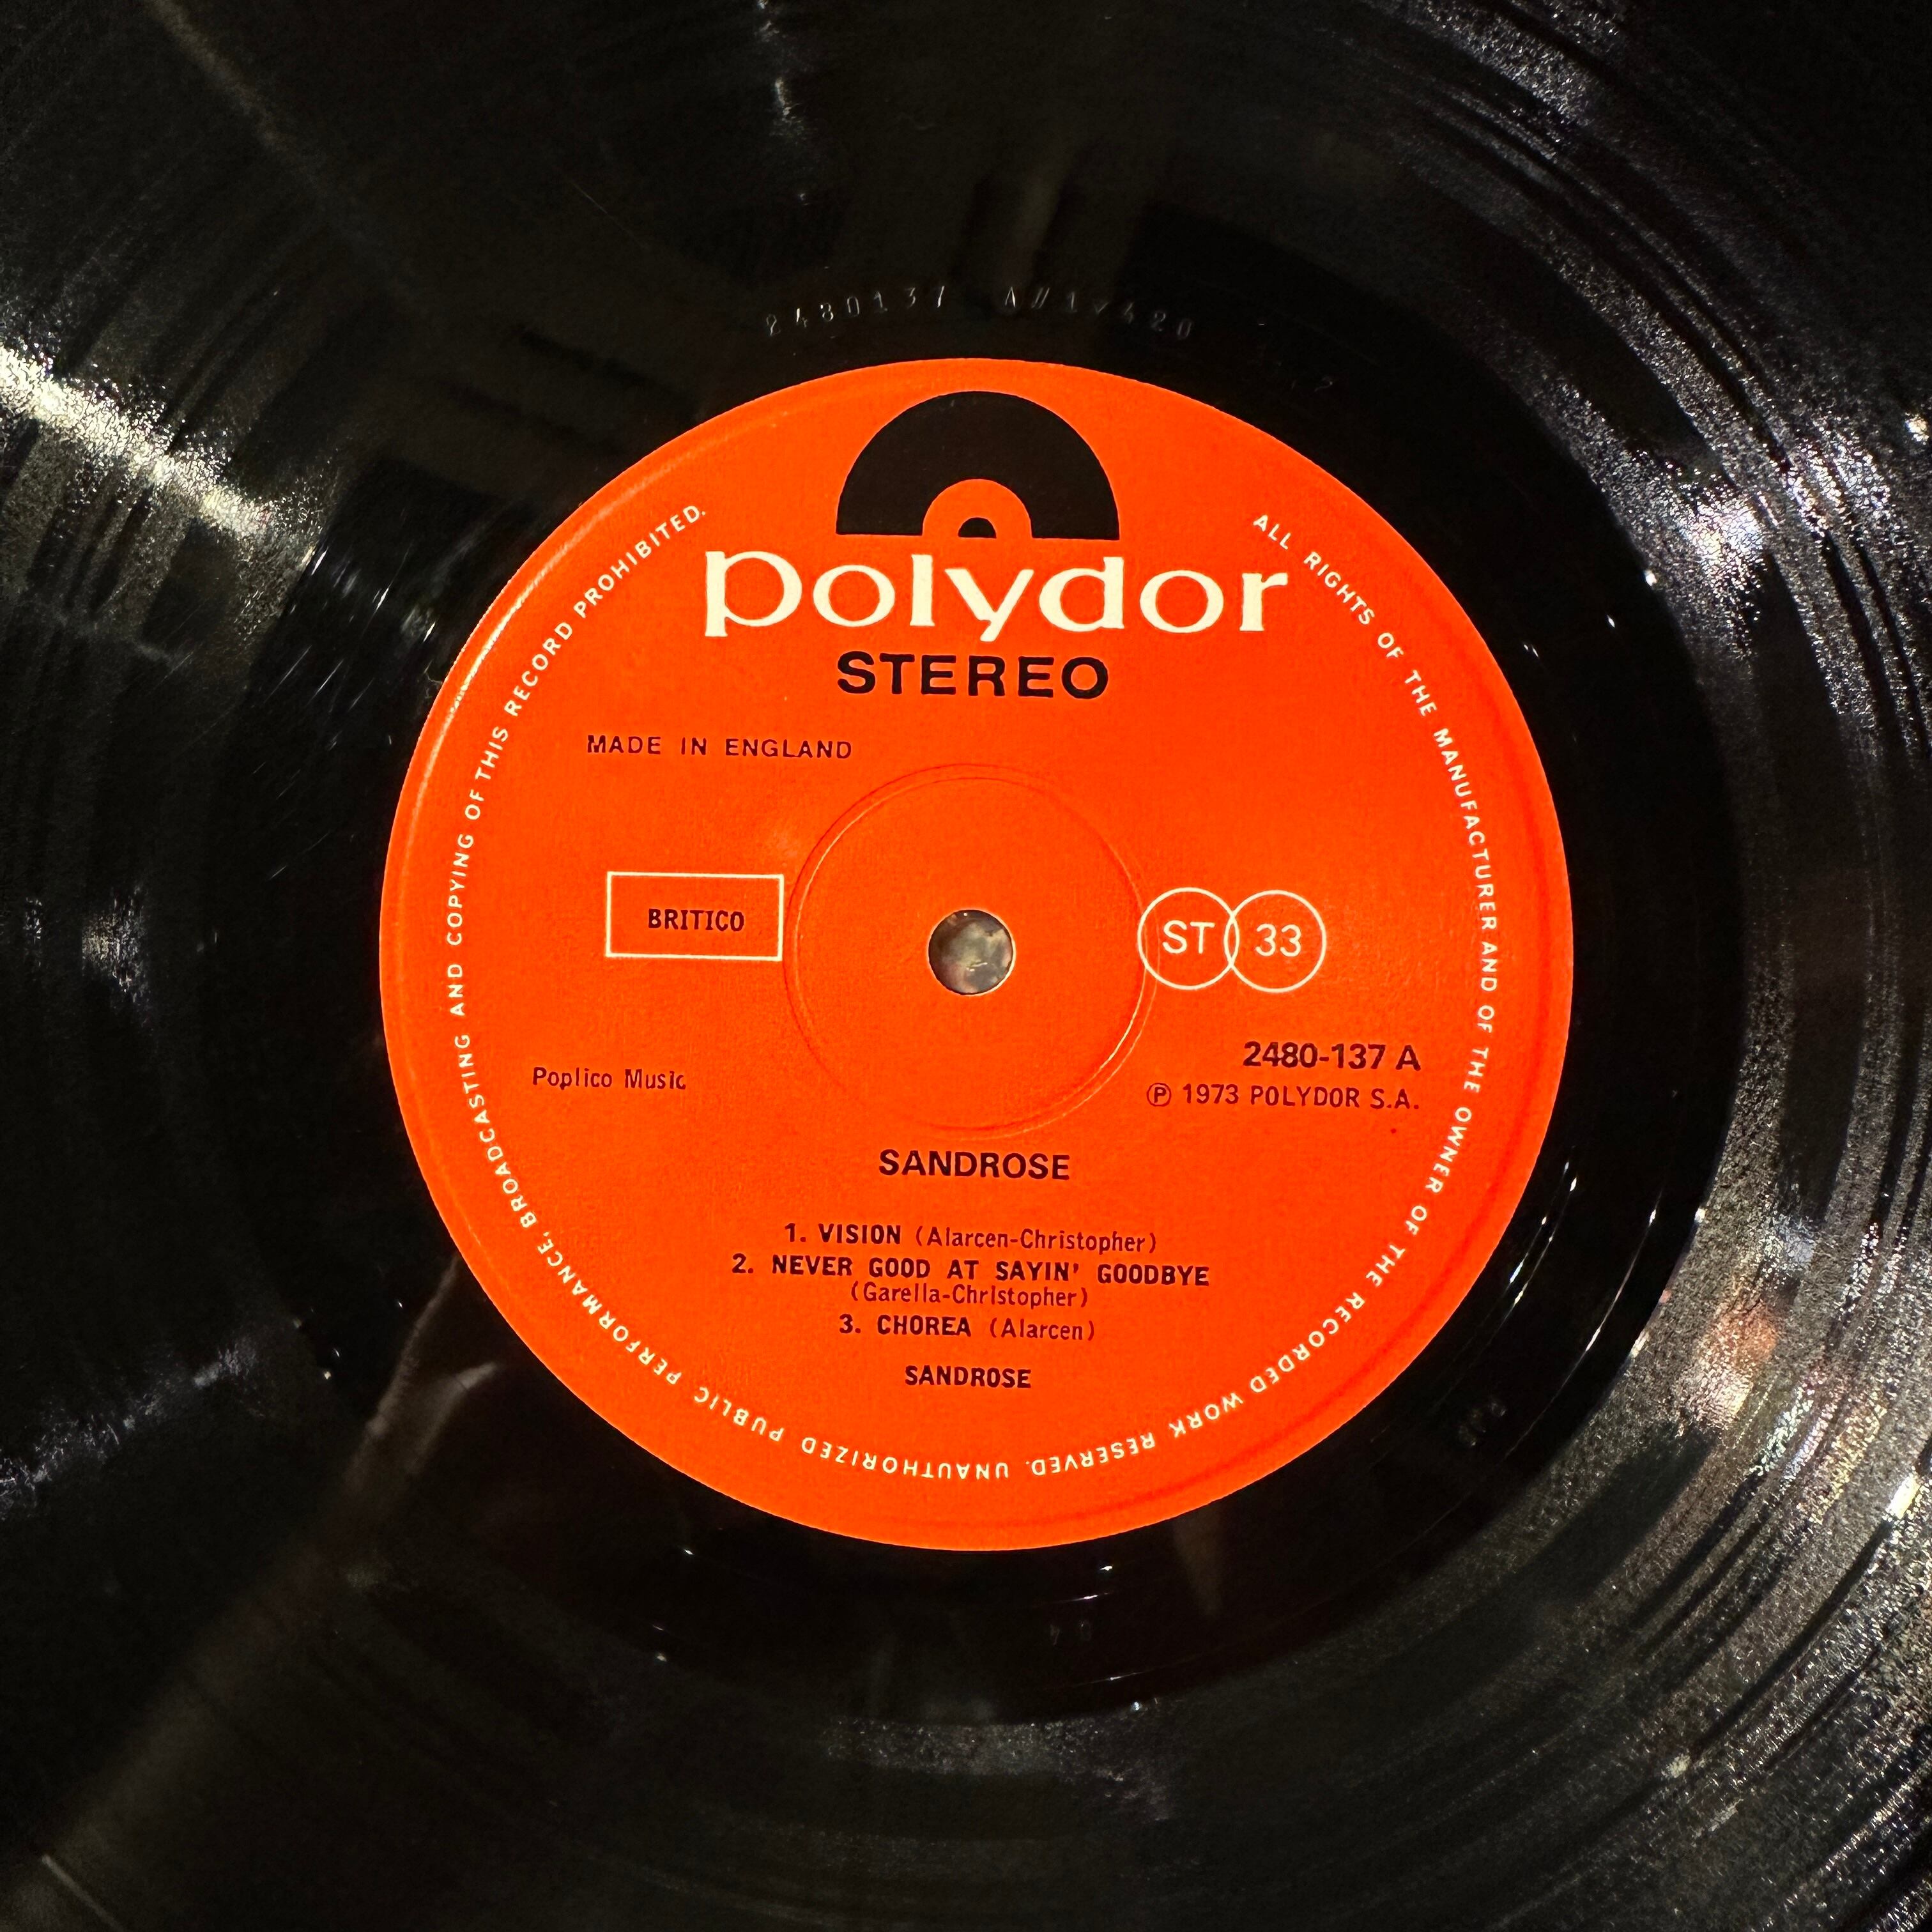 2480137 A//1▽420
polydor
STEREO
MADE IN ENGLAND
BRITICO
ST 33
2480-137 A
Poplico Music
℗ 1973 POLYDOR S.A.
SANDROSE
1. VISION (Alarcen-Christopher)
2. NEVER GOOD AT SAYIN' GOODBYE
(Garella-Christopher)
3. CHOREA (Alarcen)
SANDROSE
ALL RIGHTS OF THE MANUFACTURER AND OF THE OWNER OF THE RECORDED WORK RESERVED. UNAUTHORIZED PUBLIC PERFORMANCE, BROADCASTING AND COPYING OF THIS RECORD PROHIBITED.